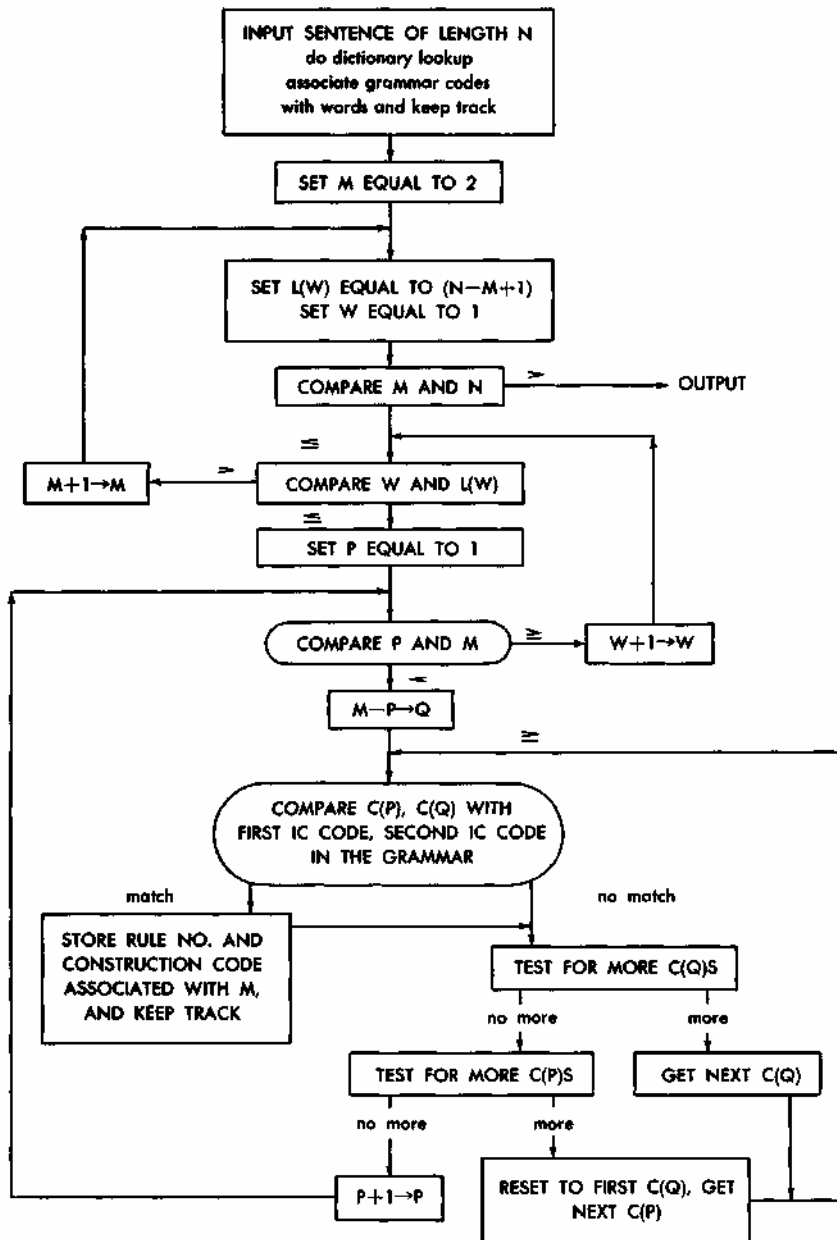 INPUT SENTENCE OF LENGTH N
do dictionary lookup
associate grammar codes
with words and keep track
SET M EQUAL TO 2
SET L(W) EQUAL TO (N−M+1)
SET W EQUAL TO 1
COMPARE M AND N
>
OUTPUT
≤
M+1→M
>
COMPARE W AND L(W)
≤
SET P EQUAL TO 1
COMPARE P AND M
≥
W+1→W
<
M−P→Q
≥
COMPARE C(P), C(Q) WITH
FIRST IC CODE, SECOND IC CODE
IN THE GRAMMAR
match
no match
STORE RULE NO. AND
CONSTRUCTION CODE
ASSOCIATED WITH M,
AND KEEP TRACK
TEST FOR MORE C(Q)S
no more
more
TEST FOR MORE C(P)S
GET NEXT C(Q)
no more
more
P+1→P
RESET TO FIRST C(Q), GET
NEXT C(P)